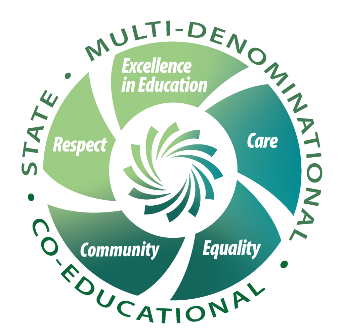 STATE • MULTI-DENOMINATIONAL • CO-EDUCATIONAL •
Excellence
in Education
Care
Equality
Community
Respect